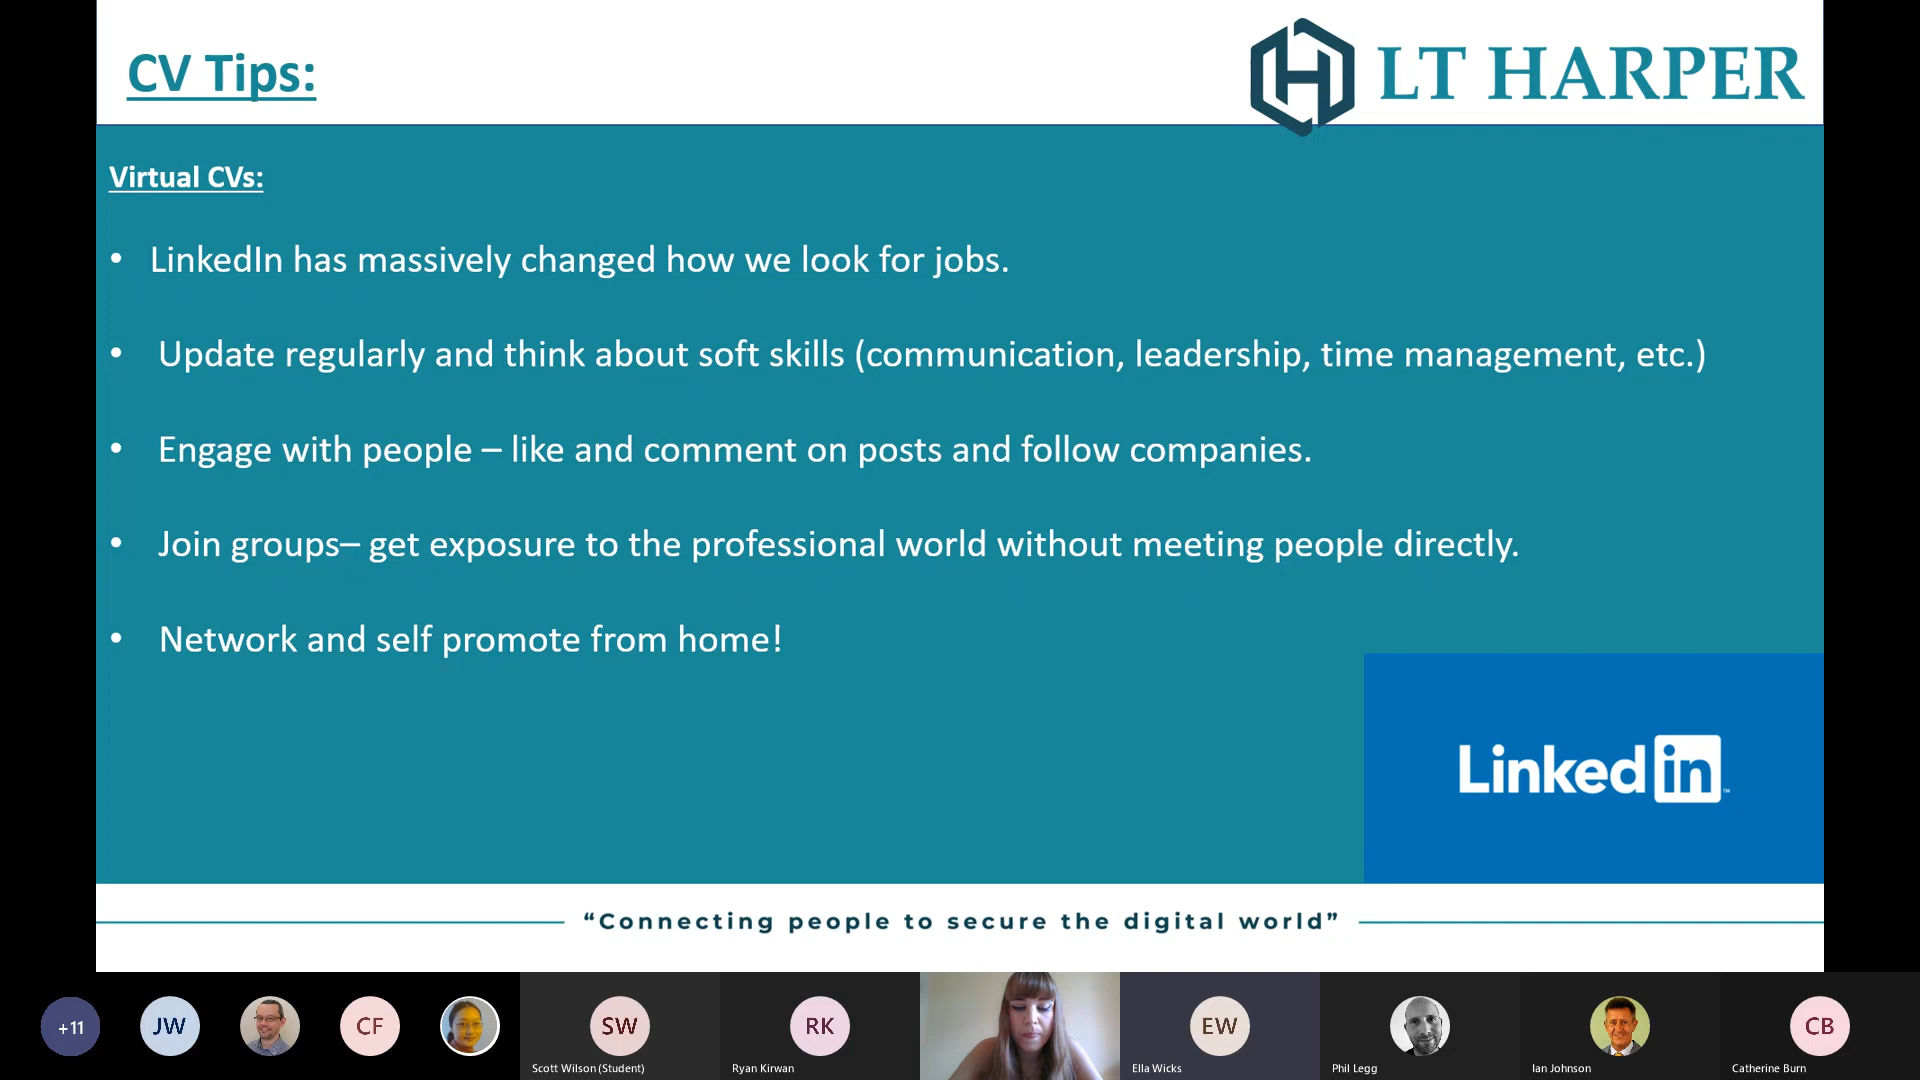 CV Tips:
LT HARPER
Virtual CVs:
• LinkedIn has massively changed how we look for jobs.
• Update regularly and think about soft skills (communication, leadership, time management, etc.)
• Engage with people – like and comment on posts and follow companies.
• Join groups– get exposure to the professional world without meeting people directly.
• Network and self promote from home!
Linked in ™
“Connecting people to secure the digital world”
+11
JW
CF
SW
RK
EW
CB
Scott Wilson (Student)
Ryan Kirwan
Ella Wicks
Phil Legg
Ian Johnson
Catherine Burn